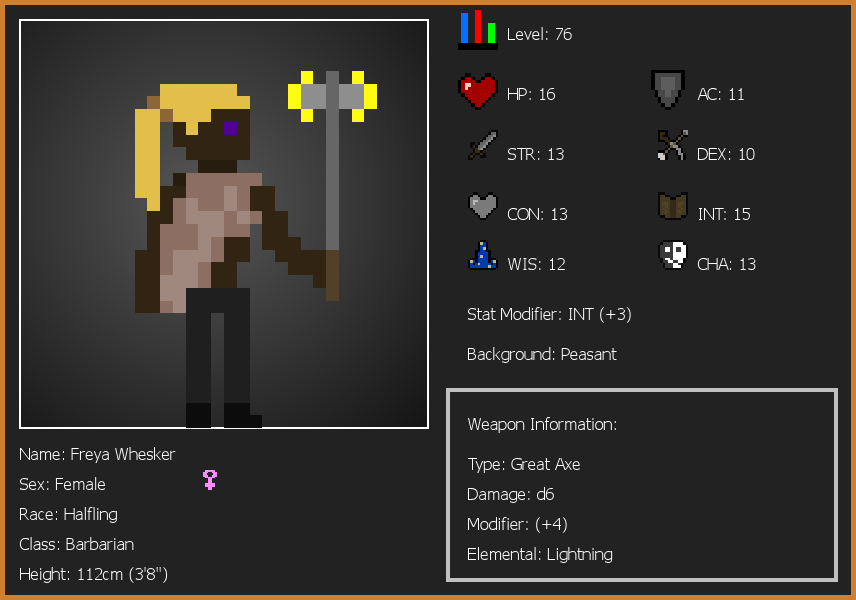 Level: 76
HP: 16
AC: 11
STR: 13
DEX: 10
CON: 13
INT: 15
WIS: 12
CHA: 13
Stat Modifier: INT (+3)
Background: Peasant
Weapon Information:
Type: Great Axe
Damage: d6
Modifier: (+4)
Elemental: Lightning
Name: Freya Whesker
Sex: Female
Race: Halfling
Class: Barbarian
Height: 112cm (3'8")